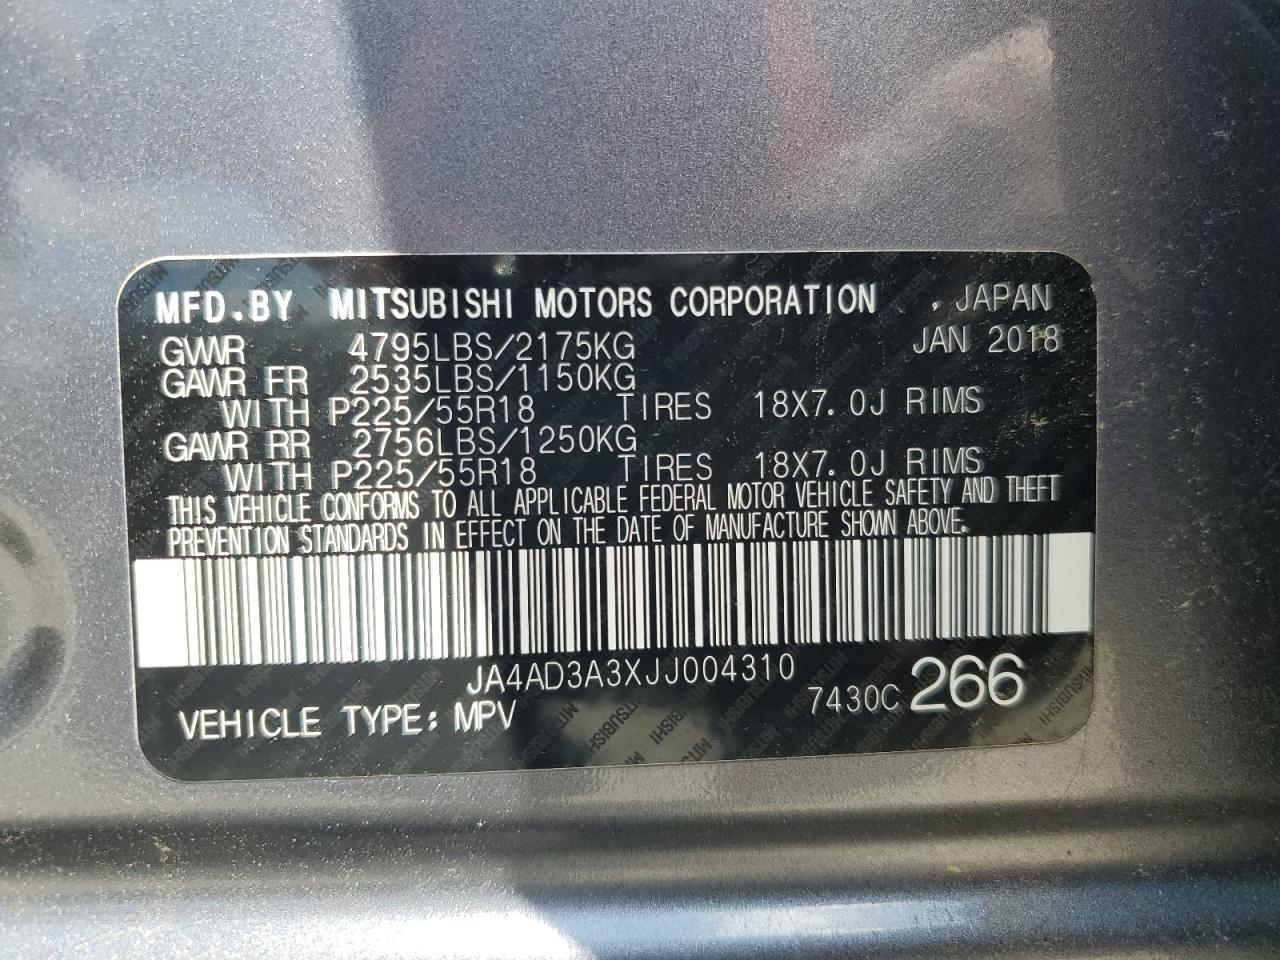 MFD.BY MITSUBISHI MOTORS CORPORATION , JAPAN
GVWR 4795LBS/2175KG JAN 2018
GAWR FR 2535LBS/1150KG
WITH P225/55R18 TIRES 18X7.0J RIMS
GAWR RR 2756LBS/1250KG
WITH P225/55R18 TIRES 18X7.0J RIMS
THIS VEHICLE CONFORMS TO ALL APPLICABLE FEDERAL MOTOR VEHICLE SAFETY AND THEFT
PREVENTION STANDARDS IN EFFECT ON THE DATE OF MANUFACTURE SHOWN ABOVE.
JA4AD3A3XJJ004310
7430C 266
VEHICLE TYPE: MPV